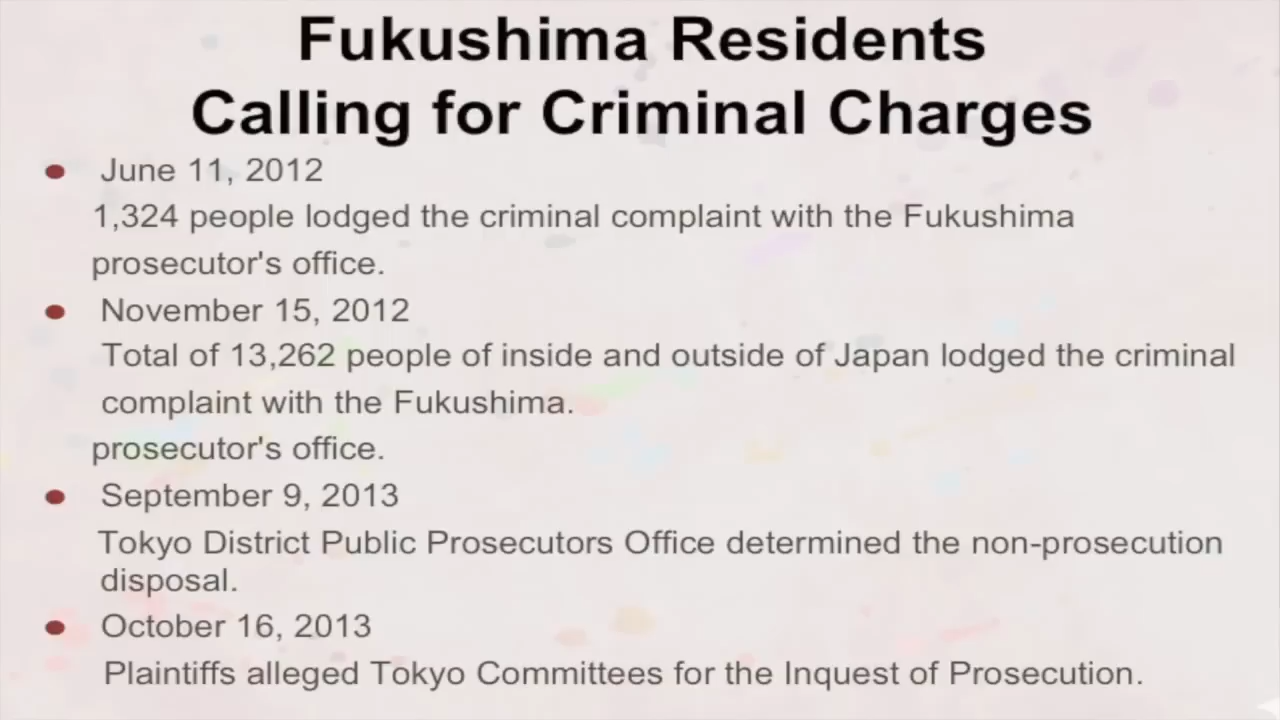 Fukushima Residents
Calling for Criminal Charges
June 11, 2012
1,324 people lodged the criminal complaint with the Fukushima
prosecutor's office.
November 15, 2012
Total of 13,262 people of inside and outside of Japan lodged the criminal
complaint with the Fukushima.
prosecutor's office.
September 9, 2013
Tokyo District Public Prosecutors Office determined the non-prosecution
disposal.
October 16, 2013
Plaintiffs alleged Tokyo Committees for the Inquest of Prosecution.